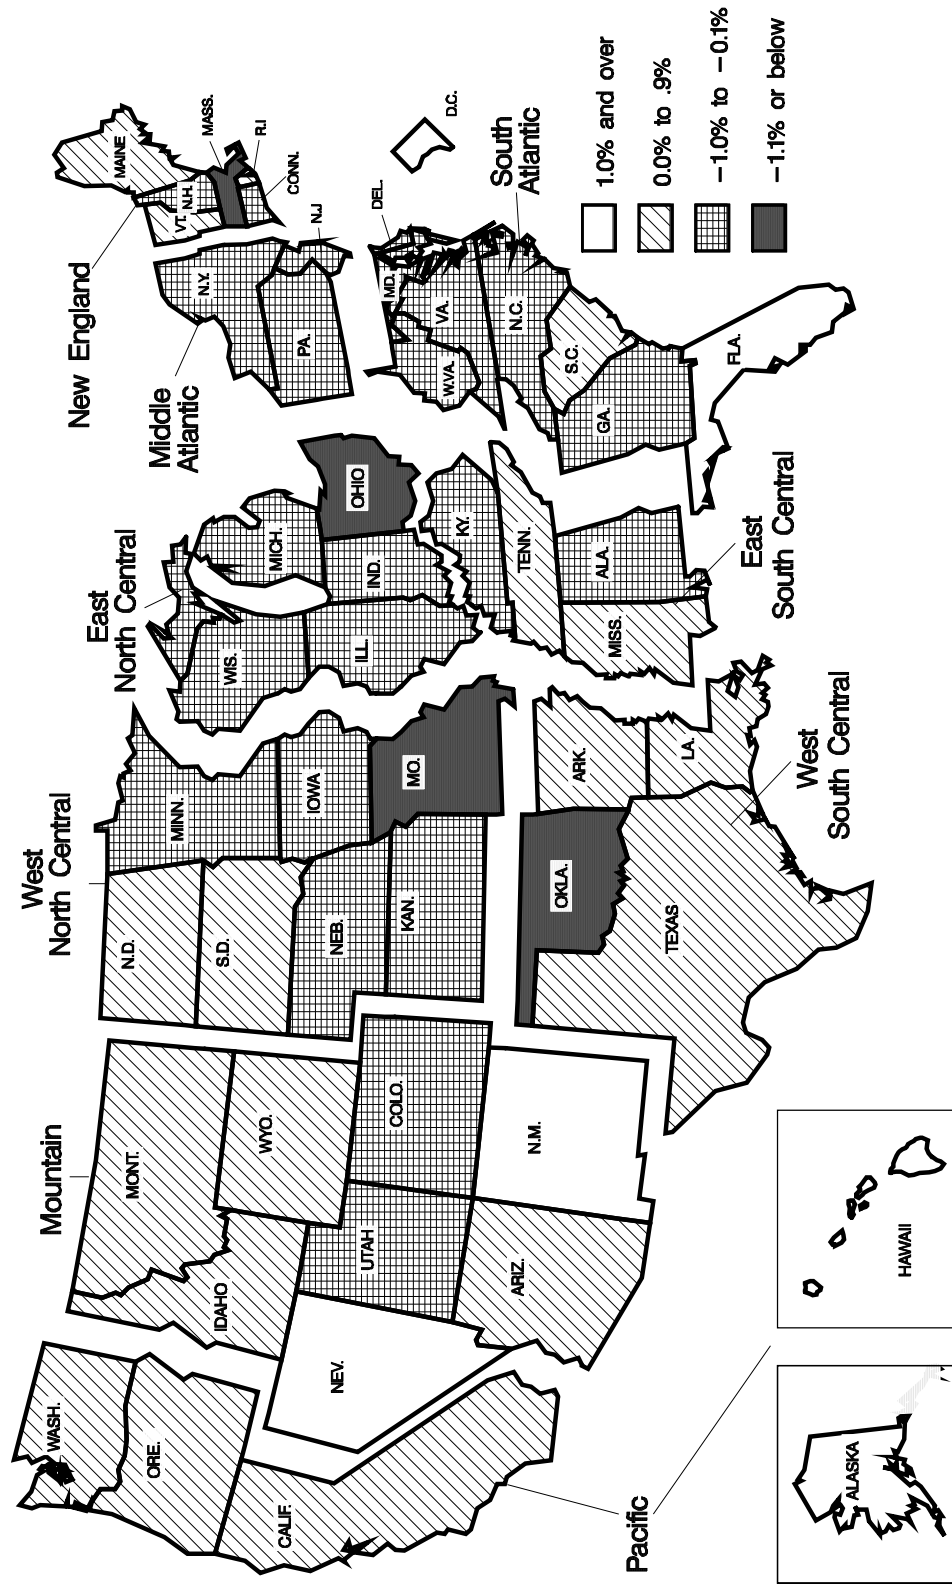 WASH.
ORE.
CALIF.
NEV.
IDAHO
MONT.
WYO.
UTAH
COLO.
ARIZ.
N.M.
N.D.
S.D.
NEB.
KAN.
MINN.
IOWA
MO.
OKLA.
TEXAS
ARK.
LA.
WIS.
ILL.
MICH.
IND.
OHIO
KY.
TENN.
MISS.
ALA.
MAINE
VT.
N.H.
MASS.
R.I
CONN.
N.Y.
PA.
N.J
DEL.
MD.
D.C.
VA.
W.VA.
N.C.
S.C.
GA.
FLA.
ALASKA
HAWAII
Pacific
Mountain
West
North Central
East
North Central
Middle
Atlantic
New England
South
Atlantic
East
South Central
West
South Central
1.0% and over
0.0% to .9%
−1.0% to −0.1%
−1.1% or below